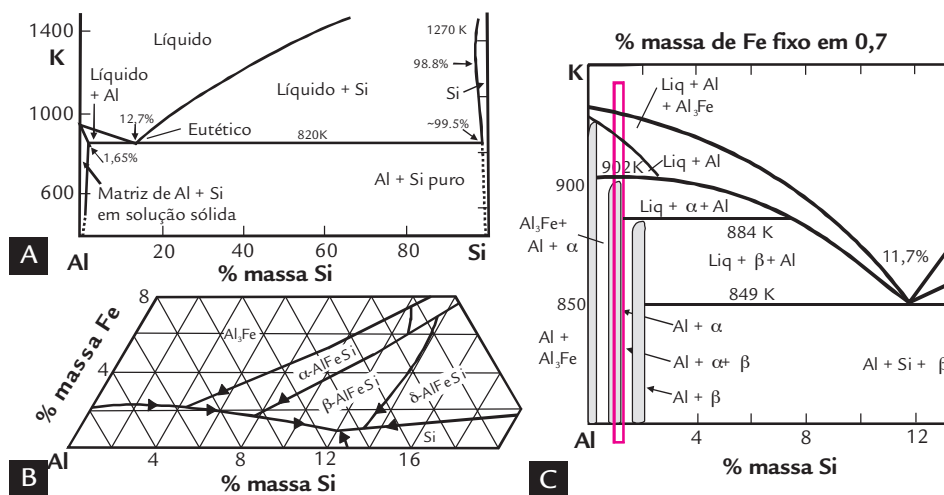 1400
K
1000
600
Líquido
Líquido
+ Al
12,7%
Eutético
Líquido + Si
1270 K
98.8%
Si
820K
~99.5%
1,65%
Matriz de Al + Si
em solução sólida
Al + Si puro
A
Al
20
40
60
80
Si
% massa Si
8
4
% massa Fe
Al₃Fe
α-AlFeSi
β-AlFeSi
δ-AlFeSi
Si
B
Al
4
8
12
16
% massa Si
% massa de Fe fixo em 0,7
K
900
850
Liq + Al
+ Al₃Fe
902K
Liq + Al
Liq + α + Al
884 K
Al₃Fe+
Al + α
Liq + β + Al
11,7%
849 K
Al +
Al₃Fe
Al + α
Al + α+ β
Al + β
Al + Si + β
C
Al
4
8
12
% massa Si